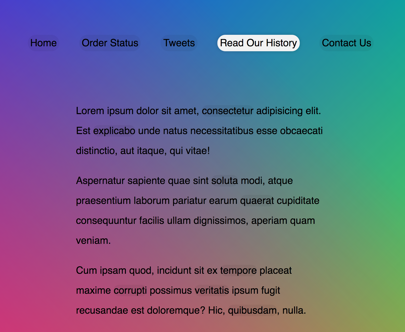 Home Order Status Tweets Read Our History Contact Us
Lorem ipsum dolor sit amet, consectetur adipisicing elit.
Est explicabo unde natus necessitatibus esse obcaecati
distinctio, aut itaque, qui vitae!
Aspernatur sapiente quae sint soluta modi, atque
praesentium laborum pariatur earum quaerat cupiditate
consequuntur facilis ullam dignissimos, aperiam quam
veniam.
Cum ipsam quod, incidunt sit ex tempore placeat
maxime corrupti possimus veritatis ipsum fugit
recusandae est doloremque? Hic, quibusdam, nulla.